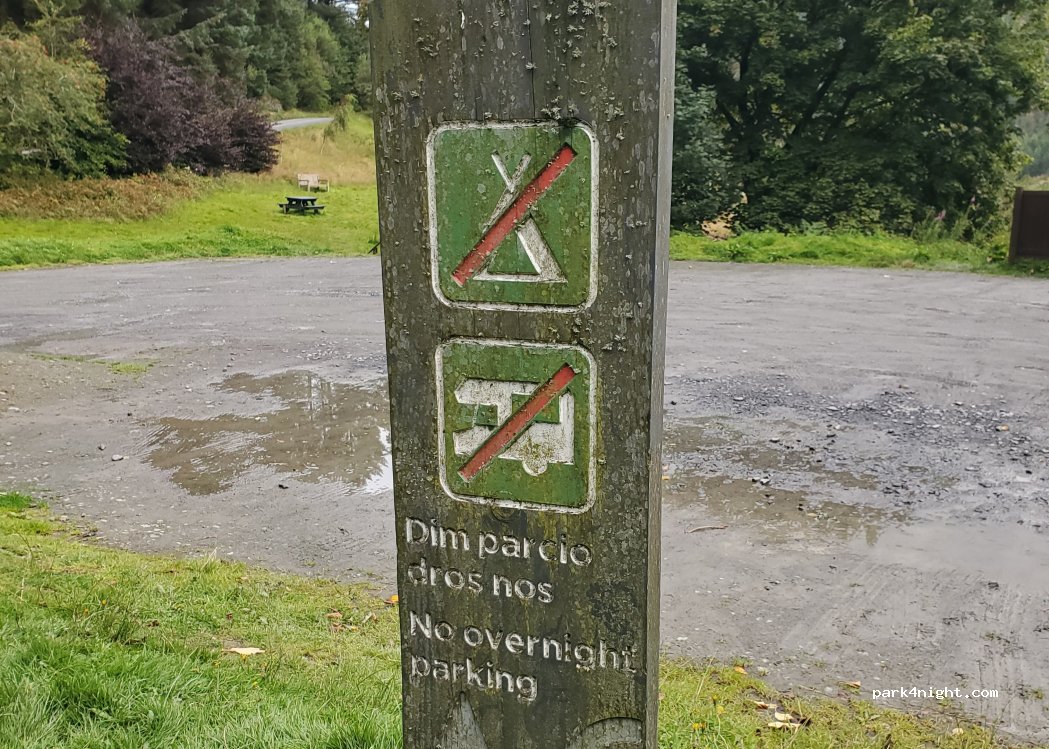 Dim parcio
dros nos
No overnight
parking
park4night.com